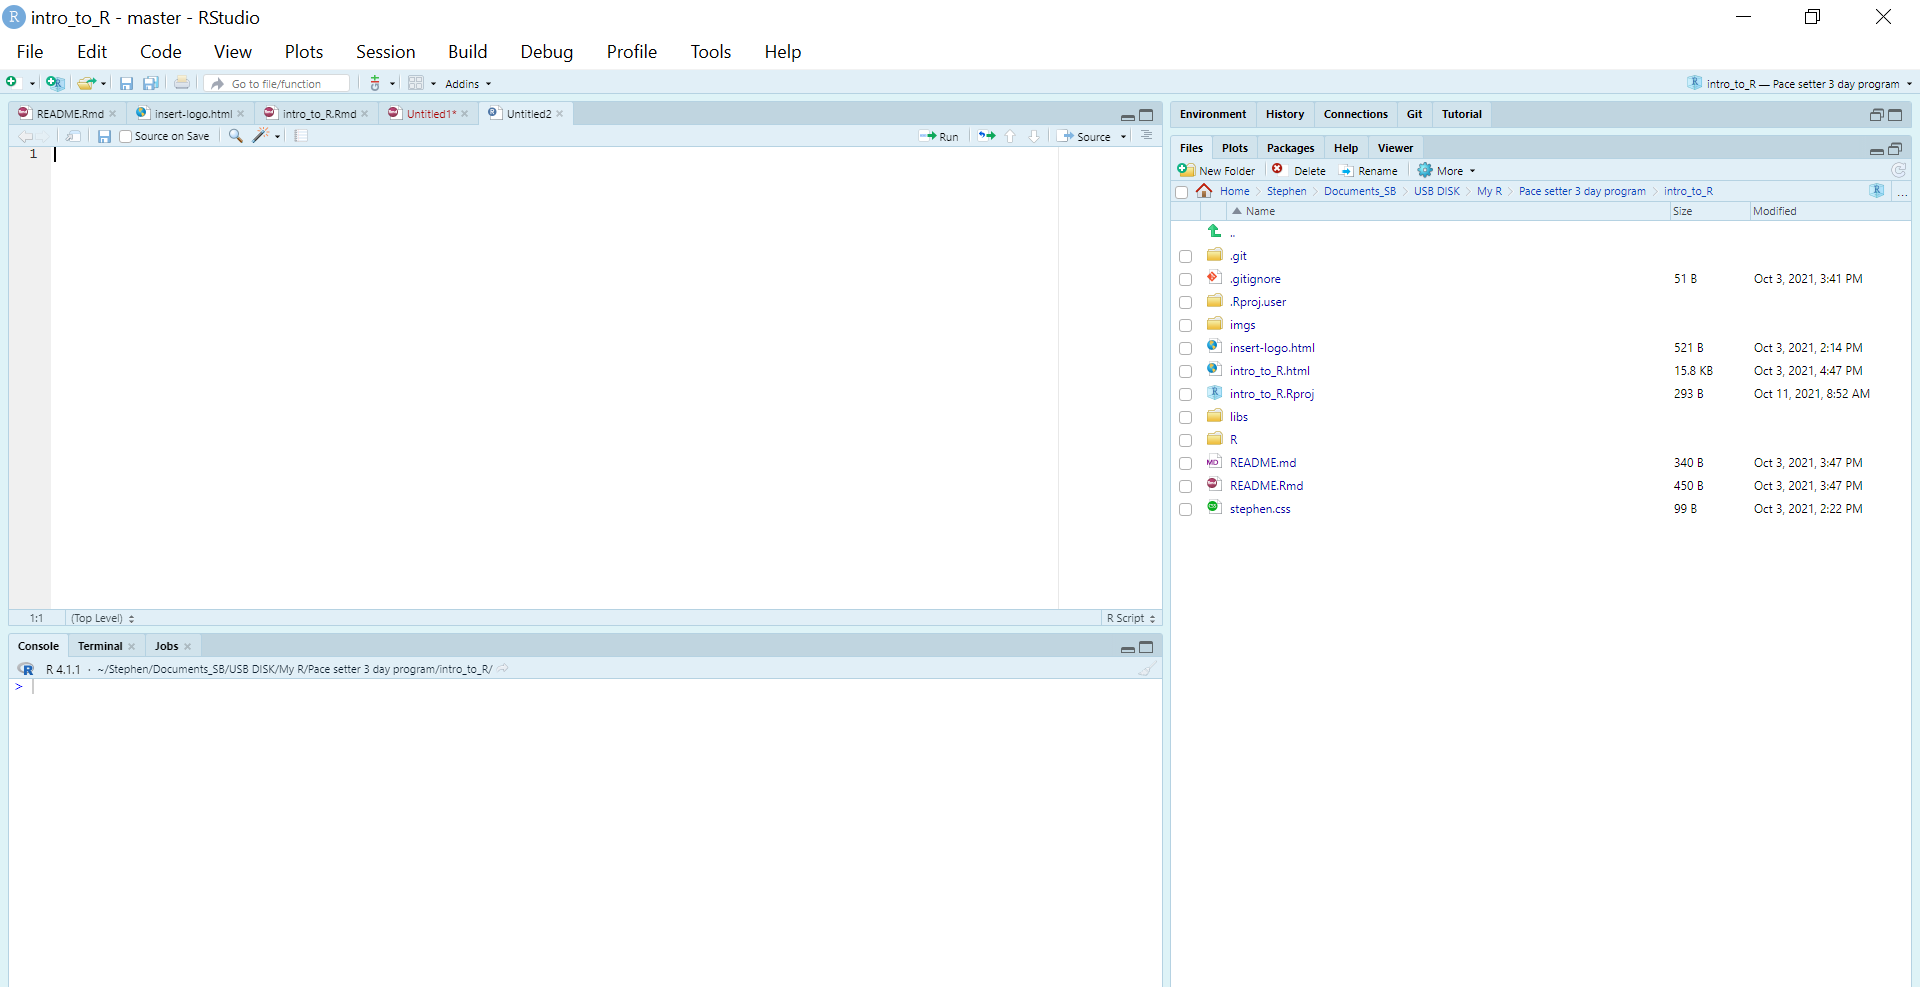 intro_to_R - master - RStudio
File Edit Code View Plots Session Build Debug Profile Tools Help
Go to file/function Addins intro_to_R — Pace setter 3 day program
README.Rmd insert-logo.html intro_to_R.Rmd Untitled1* Untitled2
Source on Save Run Source
1
1:1 (Top Level) R Script
Console Terminal Jobs
R 4.1.1 · ~/Stephen/Documents_SB/USB DISK/My R/Pace setter 3 day program/intro_to_R/
>
Environment History Connections Git Tutorial
Files Plots Packages Help Viewer
New Folder Delete Rename More
Home Stephen Documents_SB USB DISK My R Pace setter 3 day program intro_to_R ...
Name Size Modified
..
.git
.gitignore 51 B Oct 3, 2021, 3:41 PM
.Rproj.user
imgs
insert-logo.html 521 B Oct 3, 2021, 2:14 PM
intro_to_R.html 15.8 KB Oct 3, 2021, 4:47 PM
intro_to_R.Rproj 293 B Oct 11, 2021, 8:52 AM
libs
R
README.md 340 B Oct 3, 2021, 3:47 PM
README.Rmd 450 B Oct 3, 2021, 3:47 PM
stephen.css 99 B Oct 3, 2021, 2:22 PM